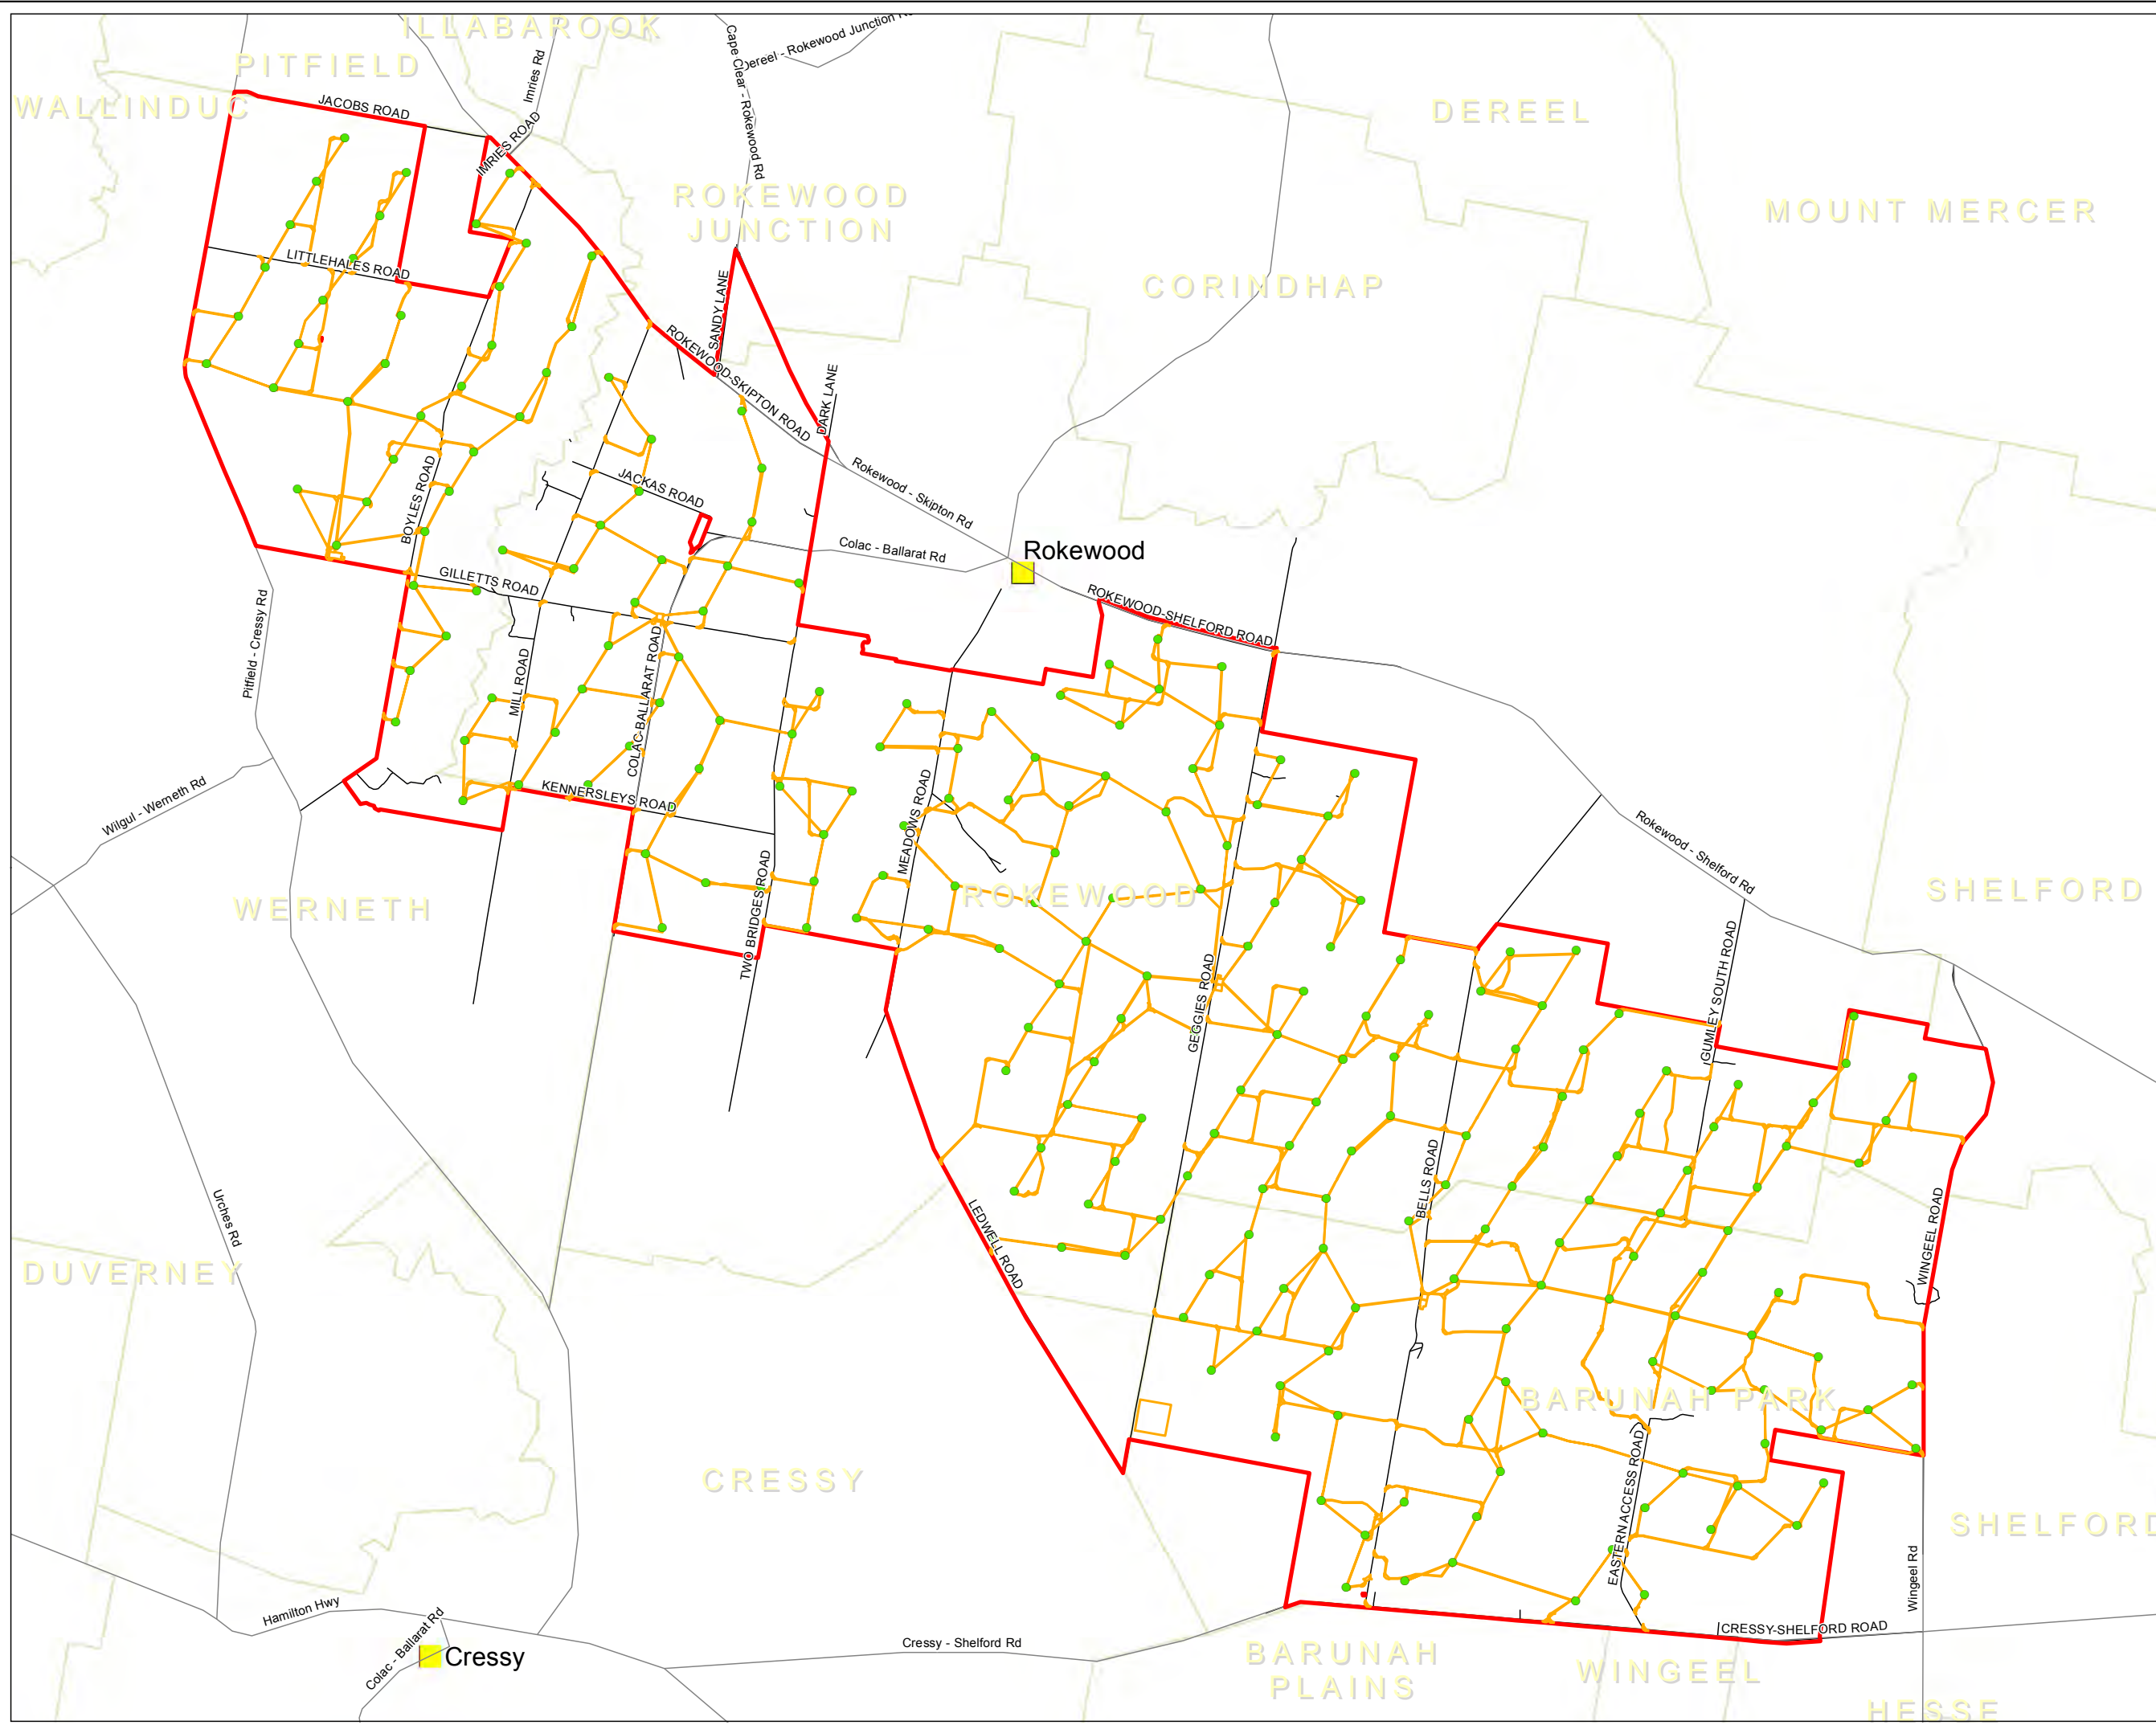 ILLABAROOK
PITFIELD
WALLINDUC
JACOBS ROAD
IMRIES ROAD
Imries Rd
Cape Clear - Rokewood Rd
Dereel - Rokewood Junction
DEREEL
MOUNT MERCER
ROKEWOOD
JUNCTION
CORINDHAP
LITTLEHALES ROAD
SANDY LANE
ROKEWOOD-SKIPTON ROAD
DARK LANE
Rokewood - Skipton Rd
JACKAS ROAD
BOYLES ROAD
Colac - Ballarat Rd
Rokewood
GILLETTS ROAD
ROKEWOOD-SHELFORD ROAD
Pitfield - Cressy Rd
MILL ROAD
COLAC-BALLARAT ROAD
KENNERSLEYS ROAD
Wilgul - Werneth Rd
MEADOWS ROAD
TWO BRIDGES ROAD
Rokewood - Shelford Rd
WERNETH
ROKEWOOD
SHELFORD
GEGGIES ROAD
GUMLEY SOUTH ROAD
BELLS ROAD
Urches Rd
LEDWELL ROAD
WINGEEL ROAD
DUVERNEY
BARUNAH PARK
CRESSY
EASTERN ACCESS ROAD
SHELFORD
Wingeel Rd
Hamilton Hwy
Colac - Ballarat Rd
Cressy
Cressy - Shelford Rd
CRESSY-SHELFORD ROAD
BARUNAH
PLAINS
WINGEEL
HESSE